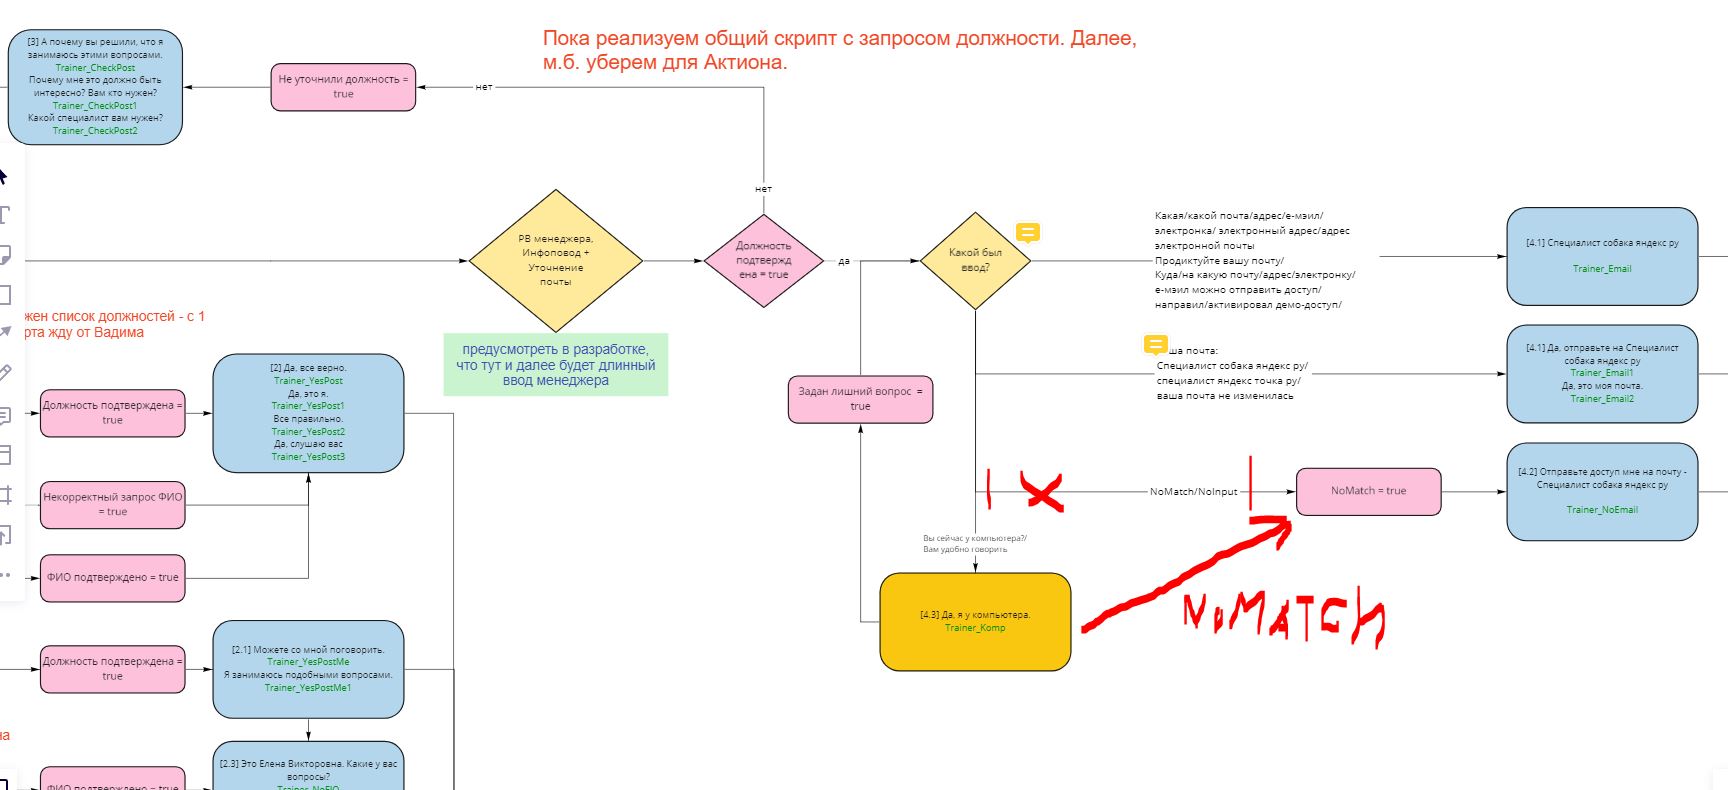 Пока реализуем общий скрипт с запросом должности. Далее,
м.б. уберем для Актиона.
[3] А почему вы решили, что я
занимаюсь этими вопросами.
Trainer_CheckPost
Почему мне это должно быть
интересно? Вам кто нужен?
Trainer_CheckPost1
Какой специалист вам нужен?
Trainer_CheckPost2
Не уточнили должность =
true
нет
нет
РВ менеджера,
Инфоповод +
Уточнение
почты
Должность
подтвержд
ена = true
да
Какой был
ввод?
Какая/какой почта/адрес/е-мэил/
электронка/ электронный адрес/адрес
электронной почты
Продиктуйте вашу почту/
Куда/на какую почту/адрес/электронку/
е-мэил можно отправить доступ/
направил/активировал демо-доступ/
[4.1] Специалист собака яндекс ру
Trainer_Email
жен список должностей - с 1
рта жду от Вадима
предусмотреть в разработке,
что тут и далее будет длинный
ввод менеджера
ша почта:
Специалист собака яндекс ру/
специалист яндекс точка ру/
ваша почта не изменилась
[4.1] Да, отправьте на Специалист
собака яндекс ру
Trainer_Email1
Да, это моя почта.
Trainer_Email2
Должность подтверждена =
true
[2] Да, все верно.
Trainer_YesPost
Да, это я.
Trainer_YesPost1
Все правильно.
Trainer_YesPost2
Да, слушаю вас
Trainer_YesPost3
Задан лишний вопрос =
true
Некорректный запрос ФИО
= true
NoMatch/NoInput
NoMatch = true
[4.2] Отправьте доступ мне на почту -
Специалист собака яндекс ру
Trainer_NoEmail
Вы сейчас у компьютера?/
Вам удобно говорить
ФИО подтверждено = true
[4.3] Да, я у компьютера.
Trainer_Komp
NoMATCH
Должность подтверждена =
true
[2.1] Можете со мной поговорить.
Trainer_YesPostMe
Я занимаюсь подобными вопросами.
Trainer_YesPostMe1
на
[2.3] Это Елена Викторовна. Какие у вас
вопросы?
Trainer_NoFIO
ФИО подтверждено = true